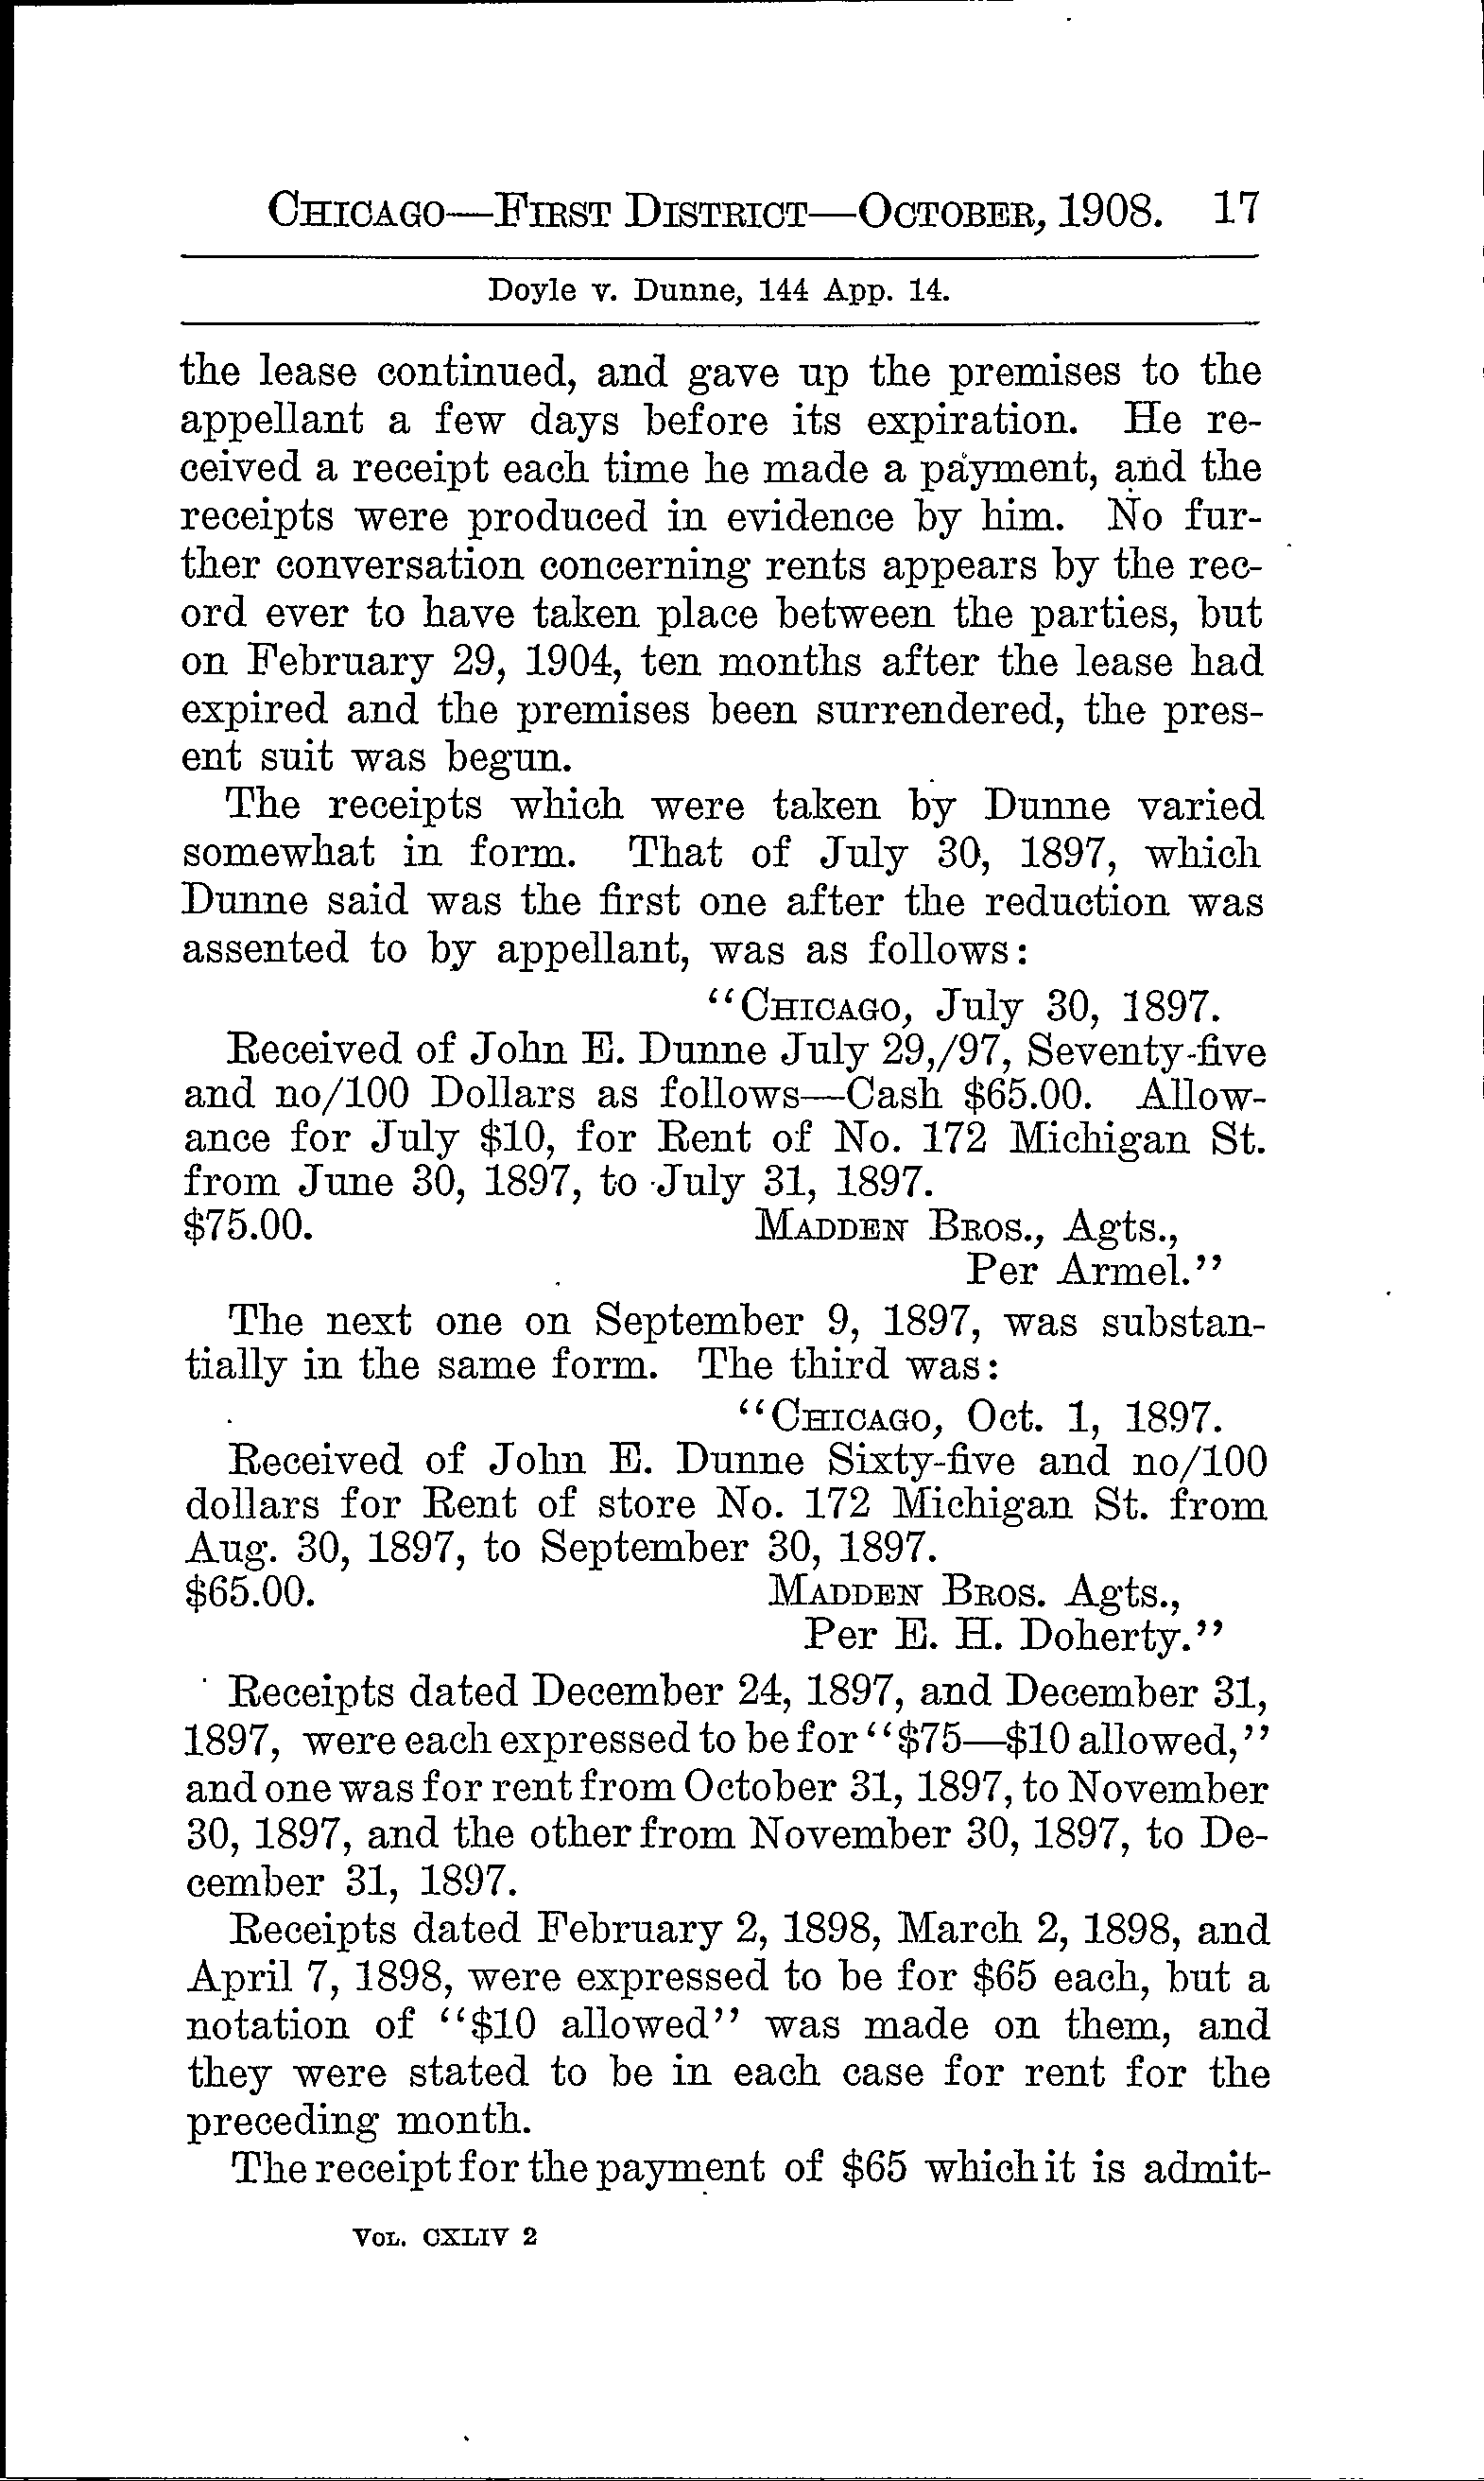 CHICAGO—FIRST DISTRICT—OCTOBER, 1908. 17
Doyle v. Dunne, 144 App. 14.
the lease continued, and gave up the premises to the
appellant a few days before its expiration. He re-
ceived a receipt each time he made a payment, and the
receipts were produced in evidence by him. No fur-
ther conversation concerning rents appears by the rec-
ord ever to have taken place between the parties, but
on February 29, 1904, ten months after the lease had
expired and the premises been surrendered, the pres-
ent suit was begun.
The receipts which were taken by Dunne varied
somewhat in form. That of July 30, 1897, which
Dunne said was the first one after the reduction was
assented to by appellant, was as follows:
"CHICAGO, July 30, 1897.
Received of John E. Dunne July 29,/97, Seventy-five
and no/100 Dollars as follows—Cash $65.00. Allow-
ance for July $10, for Rent of No. 172 Michigan St.
from June 30, 1897, to July 31, 1897.
$75.00. MADDEN BROS., Agts.,
Per Armel."
The next one on September 9, 1897, was substan-
tially in the same form. The third was:
"CHICAGO, Oct. 1, 1897.
Received of John E. Dunne Sixty-five and no/100
dollars for Rent of store No. 172 Michigan St. from
Aug. 30, 1897, to September 30, 1897.
$65.00. MADDEN BROS. Agts.,
Per E. H. Doherty."
Receipts dated December 24, 1897, and December 31,
1897, were each expressed to be for "$75—$10 allowed,"
and one was for rent from October 31, 1897, to November
30, 1897, and the other from November 30, 1897, to De-
cember 31, 1897.
Receipts dated February 2, 1898, March 2, 1898, and
April 7, 1898, were expressed to be for $65 each, but a
notation of "$10 allowed" was made on them, and
they were stated to be in each case for rent for the
preceding month.
The receipt for the payment of $65 which it is admit-
VOL. CXLIV 2